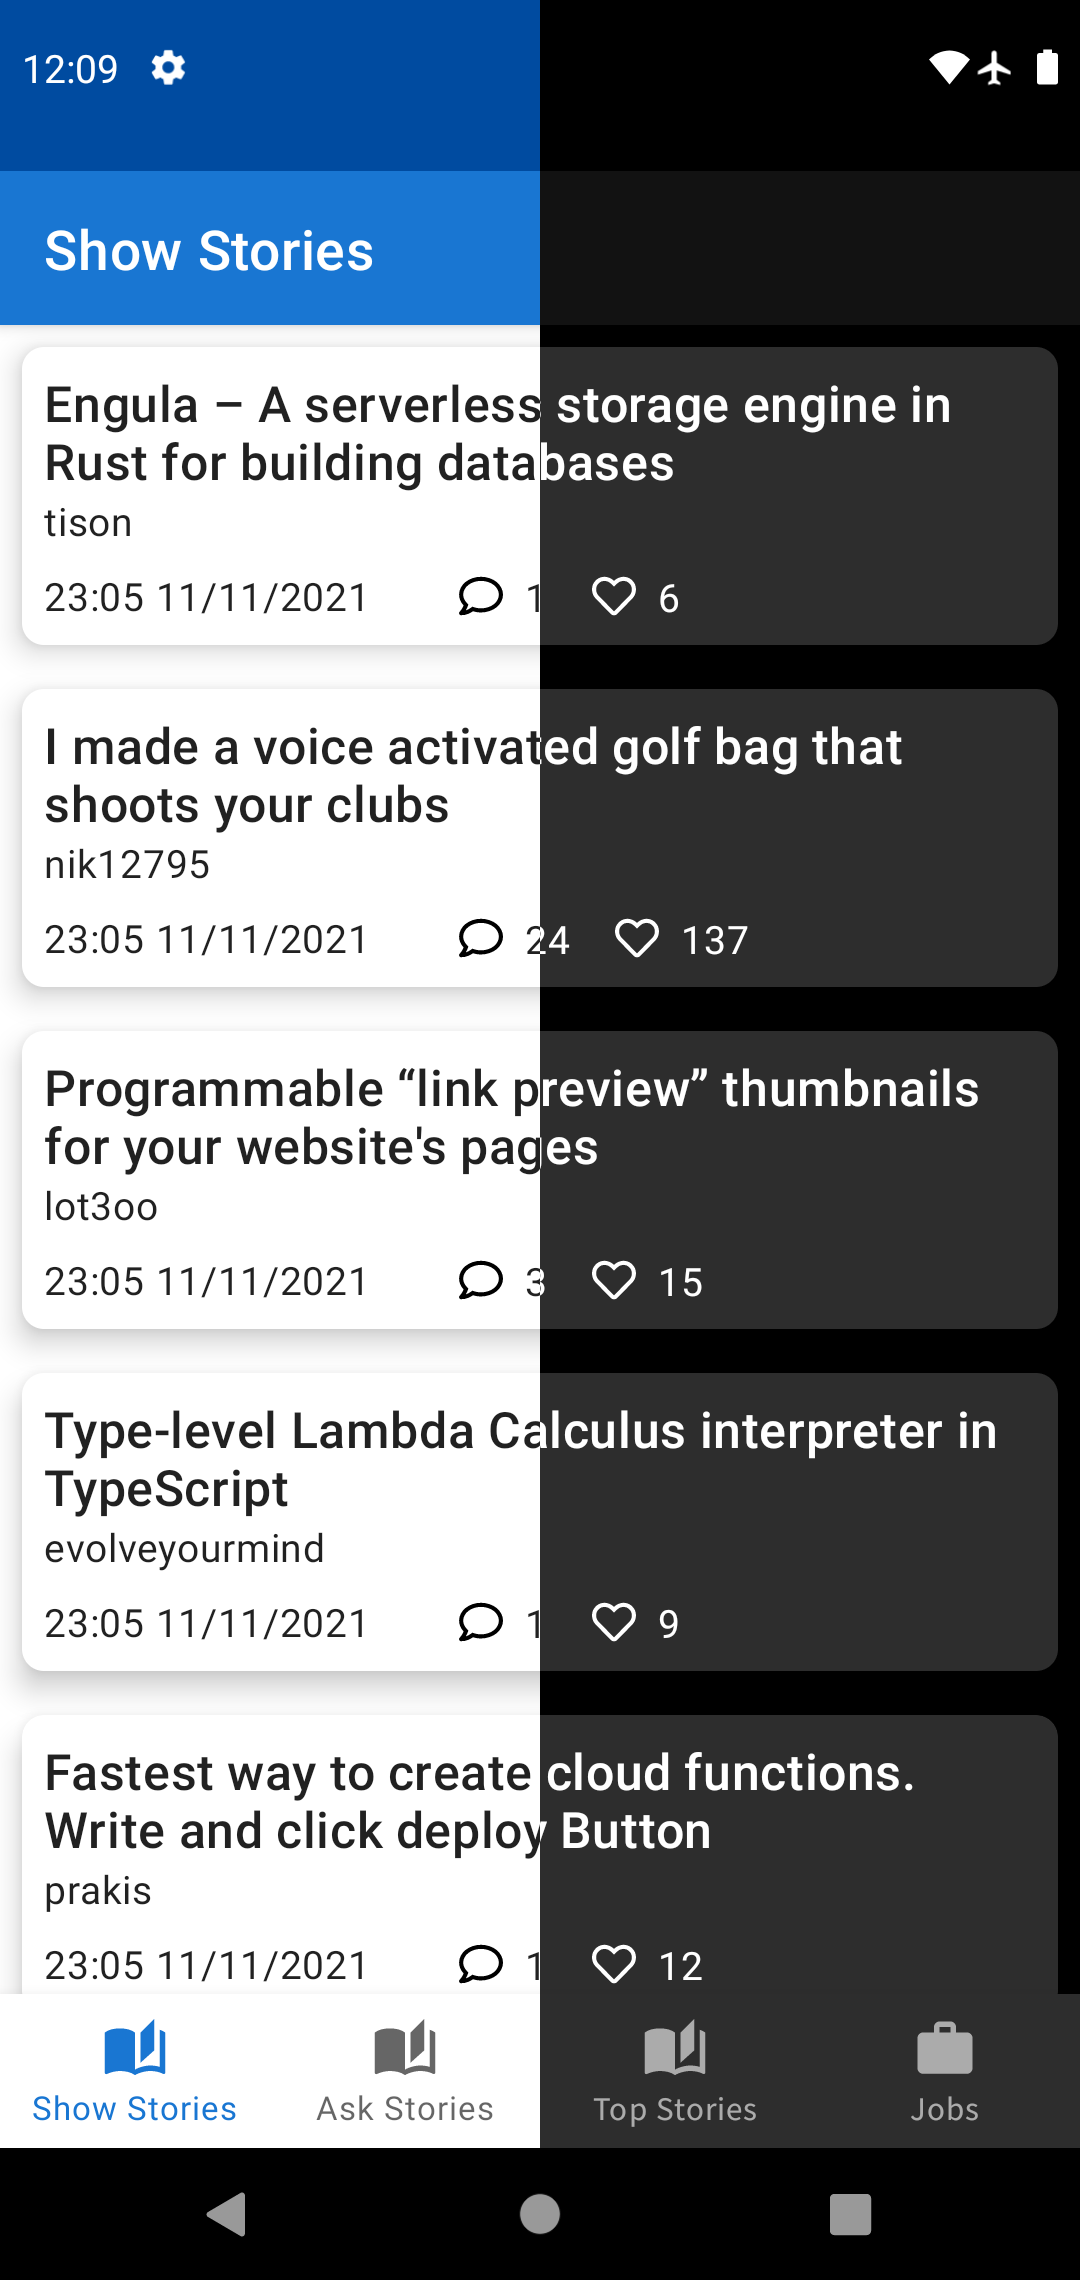 12:09
Show Stories
Engula – A serverless storage engine in
Rust for building databases
tison
23:05 11/11/2021 1 6
I made a voice activated golf bag that
shoots your clubs
nik12795
23:05 11/11/2021 24 137
Programmable “link preview” thumbnails
for your website's pages
lot3oo
23:05 11/11/2021 3 15
Type-level Lambda Calculus interpreter in
TypeScript
evolveyourmind
23:05 11/11/2021 1 9
Fastest way to create cloud functions.
Write and click deploy Button
prakis
23:05 11/11/2021 1 12
Show Stories Ask Stories Top Stories Jobs